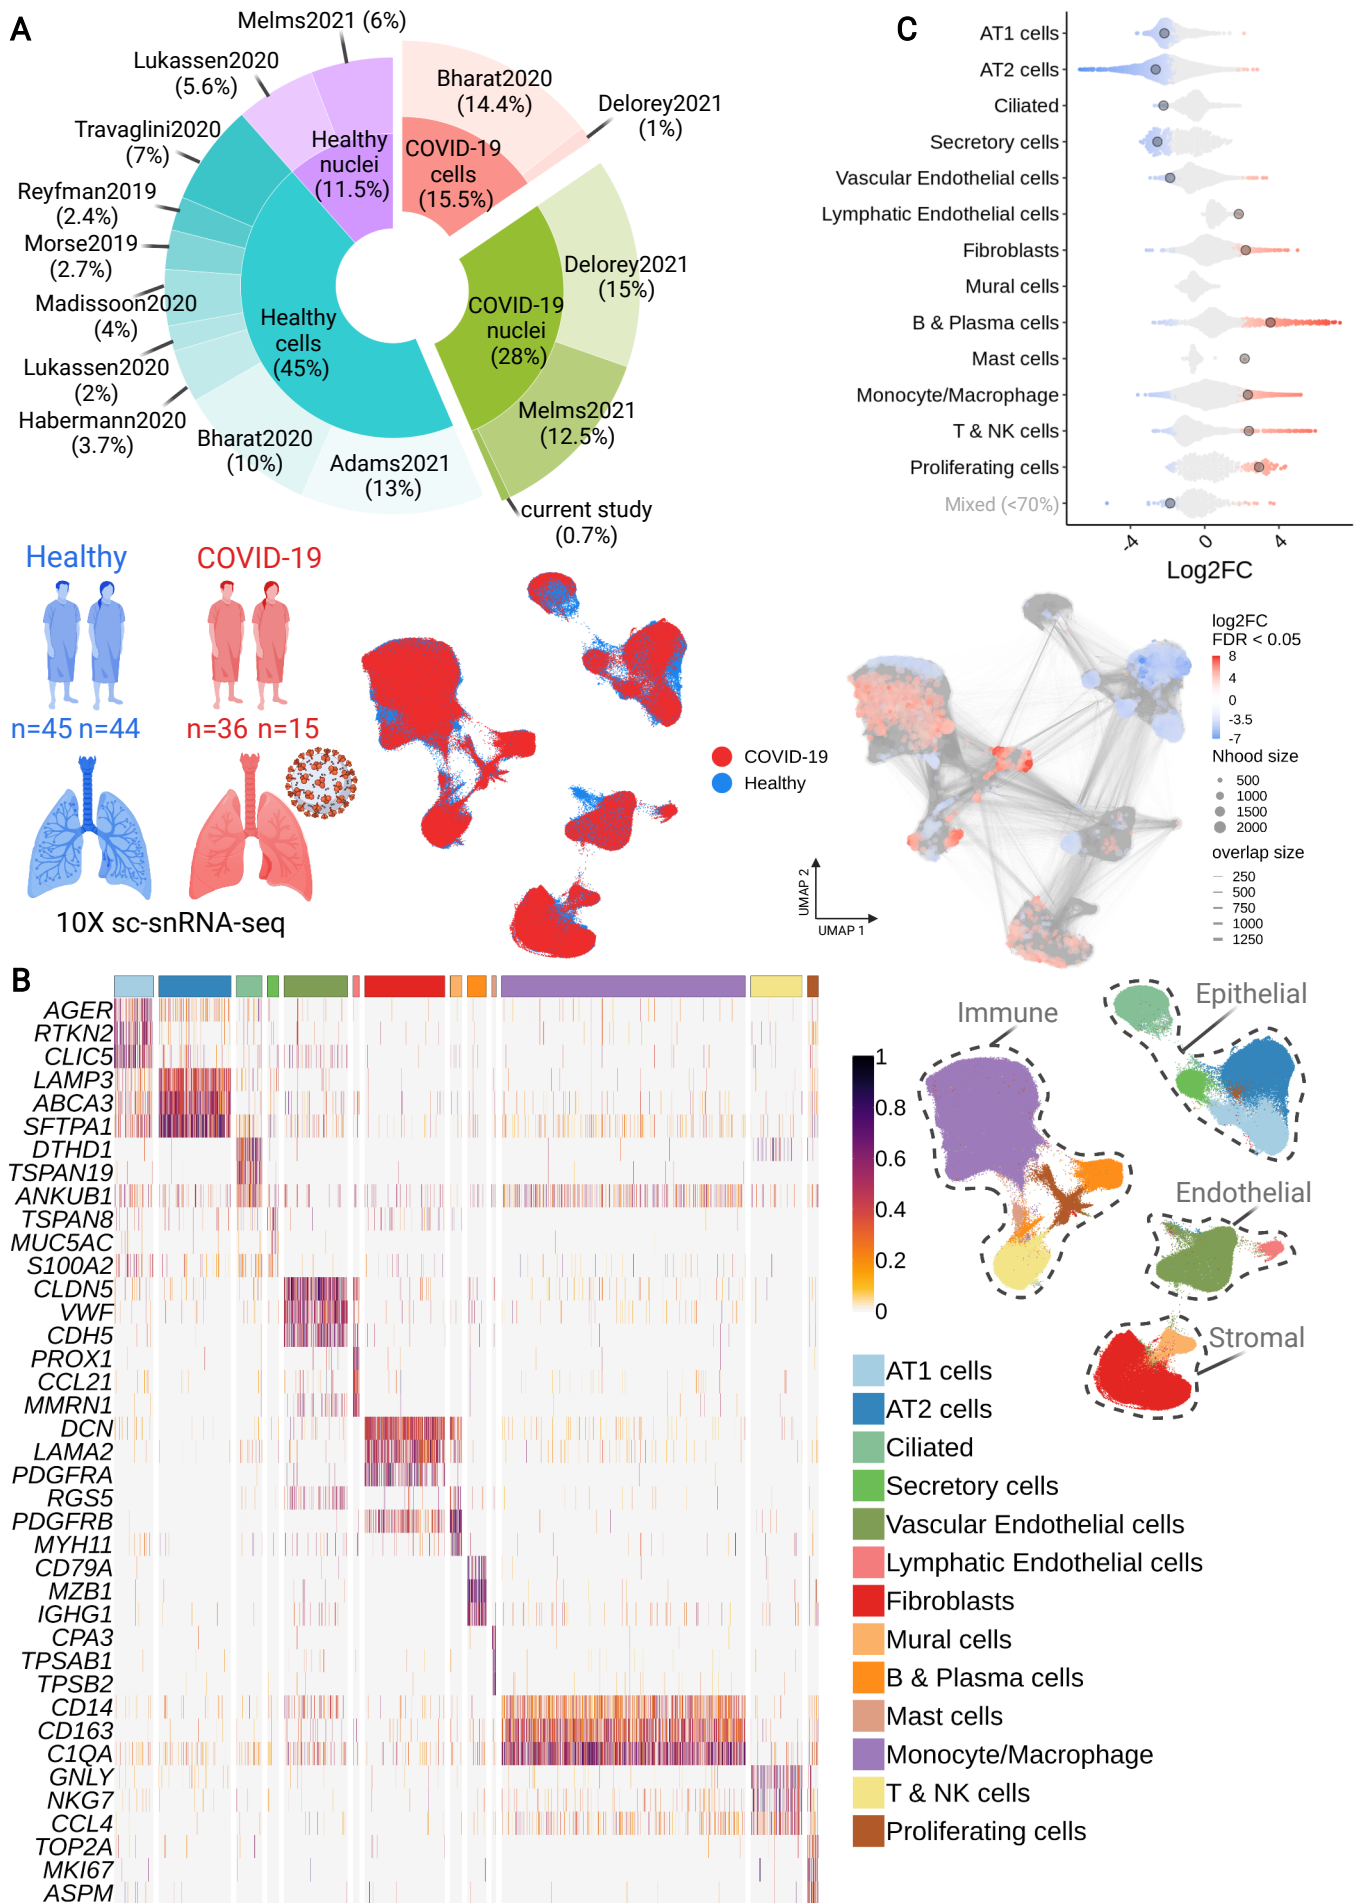 A
Melms2021 (6%)
Lukassen2020
(5.6%)
Travaglini2020
(7%)
Reyfman2019
(2.4%)
Morse2019
(2.7%)
Madissoon2020
(4%)
Lukassen2020
(2%)
Habermann2020
(3.7%)
Bharat2020
(10%)
Adams2021
(13%)
Healthy
nuclei
(11.5%)
Healthy
cells
(45%)
COVID-19
cells
(15.5%)
Bharat2020
(14.4%)
Delorey2021
(1%)
COVID-19
nuclei
(28%)
Delorey2021
(15%)
Melms2021
(12.5%)
current study
(0.7%)
Healthy
COVID-19
n=45 n=44
n=36 n=15
10X sc-snRNA-seq
COVID-19
Healthy
UMAP 2
UMAP 1
C
AT1 cells
AT2 cells
Ciliated
Secretory cells
Vascular Endothelial cells
Lymphatic Endothelial cells
Fibroblasts
Mural cells
B & Plasma cells
Mast cells
Monocyte/Macrophage
T & NK cells
Proliferating cells
Mixed (<70%)
-4
0
4
Log2FC
log2FC
FDR < 0.05
8
4
0
-3.5
-7
Nhood size
500
1000
1500
2000
overlap size
250
500
750
1000
1250
B
AGER
RTKN2
CLIC5
LAMP3
ABCA3
SFTPA1
DTHD1
TSPAN19
ANKUB1
TSPAN8
MUC5AC
S100A2
CLDN5
VWF
CDH5
PROX1
CCL21
MMRN1
DCN
LAMA2
PDGFRA
RGS5
PDGFRB
MYH11
CD79A
MZB1
IGHG1
CPA3
TPSAB1
TPSB2
CD14
CD163
C1QA
GNLY
NKG7
CCL4
TOP2A
MKI67
ASPM
1
0.8
0.6
0.4
0.2
0
Immune
Epithelial
Endothelial
Stromal
AT1 cells
AT2 cells
Ciliated
Secretory cells
Vascular Endothelial cells
Lymphatic Endothelial cells
Fibroblasts
Mural cells
B & Plasma cells
Mast cells
Monocyte/Macrophage
T & NK cells
Proliferating cells